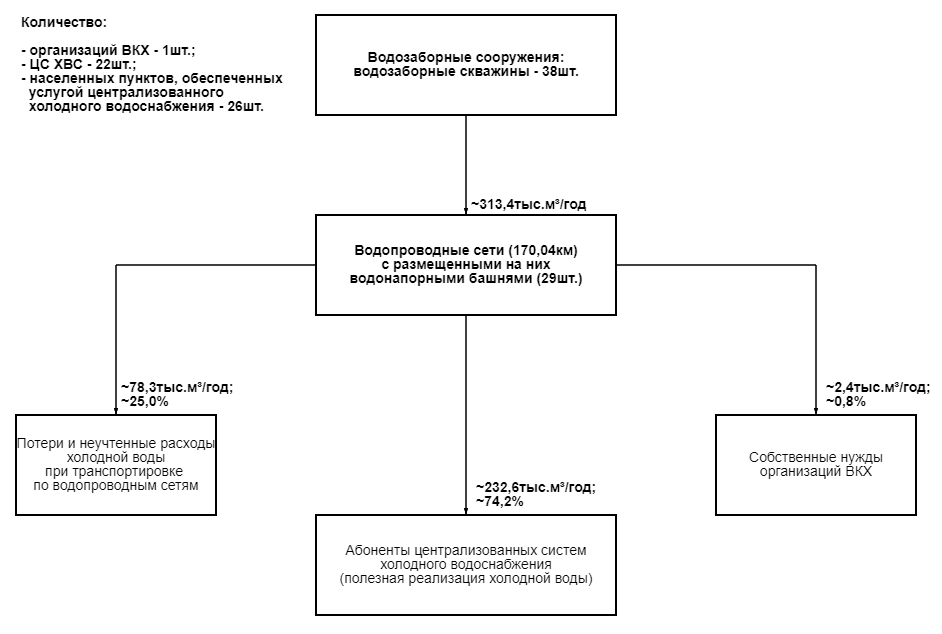 Количество:
- организаций ВКХ - 1шт.;
- ЦС ХВС - 22шт.;
- населенных пунктов, обеспеченных
услугой централизованного
холодного водоснабжения - 26шт.
Водозаборные сооружения:
водозаборные скважины - 38шт.
~313,4тыс.м³/год
Водопроводные сети (170,04км)
с размещенными на них
водонапорными башнями (29шт.)
~78,3тыс.м³/год;
~25,0%
Потери и неучтенные расходы
холодной воды
при транспортировке
по водопроводным сетям
~2,4тыс.м³/год;
~0,8%
Собственные нужды
организаций ВКХ
~232,6тыс.м³/год;
~74,2%
Абоненты централизованных систем
холодного водоснабжения
(полезная реализация холодной воды)